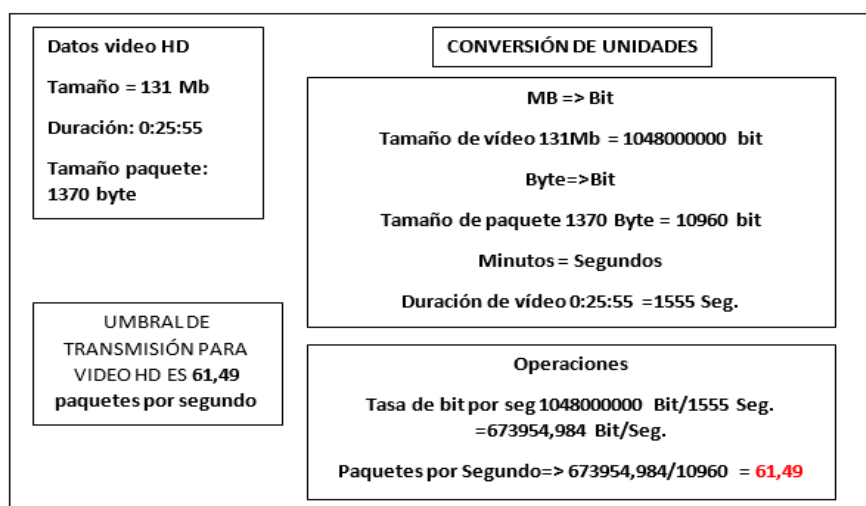 Datos video HD
Tamaño = 131 Mb
Duración: 0:25:55
Tamaño paquete:
1370 byte
CONVERSIÓN DE UNIDADES
MB => Bit
Tamaño de vídeo 131Mb = 1048000000 bit
Byte=>Bit
Tamaño de paquete 1370 Byte = 10960 bit
Minutos = Segundos
Duración de vídeo 0:25:55 =1555 Seg.
UMBRAL DE
TRANSMISIÓN PARA
VIDEO HD ES 61,49
paquetes por segundo
Operaciones
Tasa de bit por seg 1048000000 Bit/1555 Seg.
=673954,984 Bit/Seg.
Paquetes por Segundo=> 673954,984/10960 = 61,49